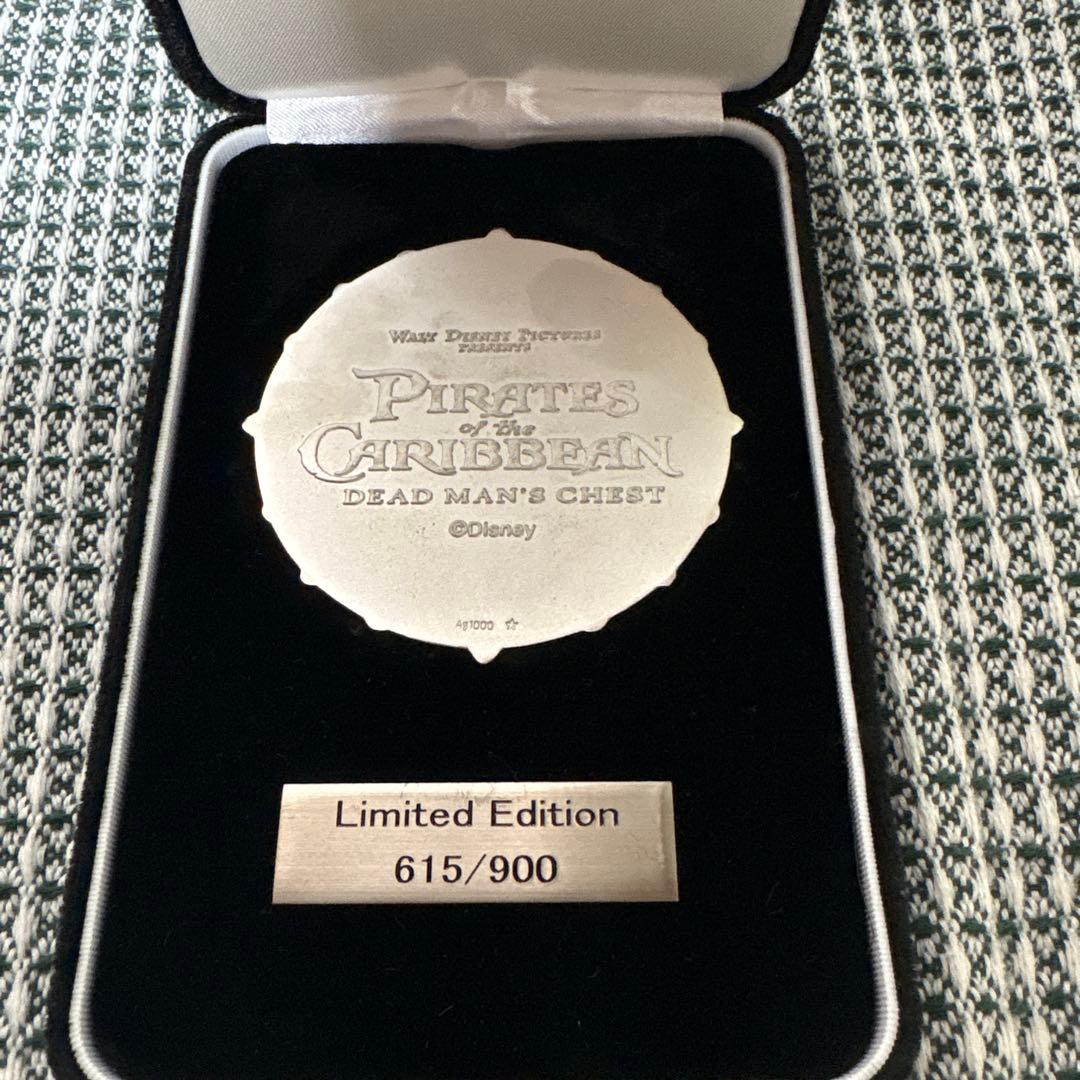 WALT DISNEY PICTURES
PRESENTS
PIRATES
of the
CARIBBEAN
DEAD MAN'S CHEST
©Disney
Ag1000 ☆
Limited Edition
615/900